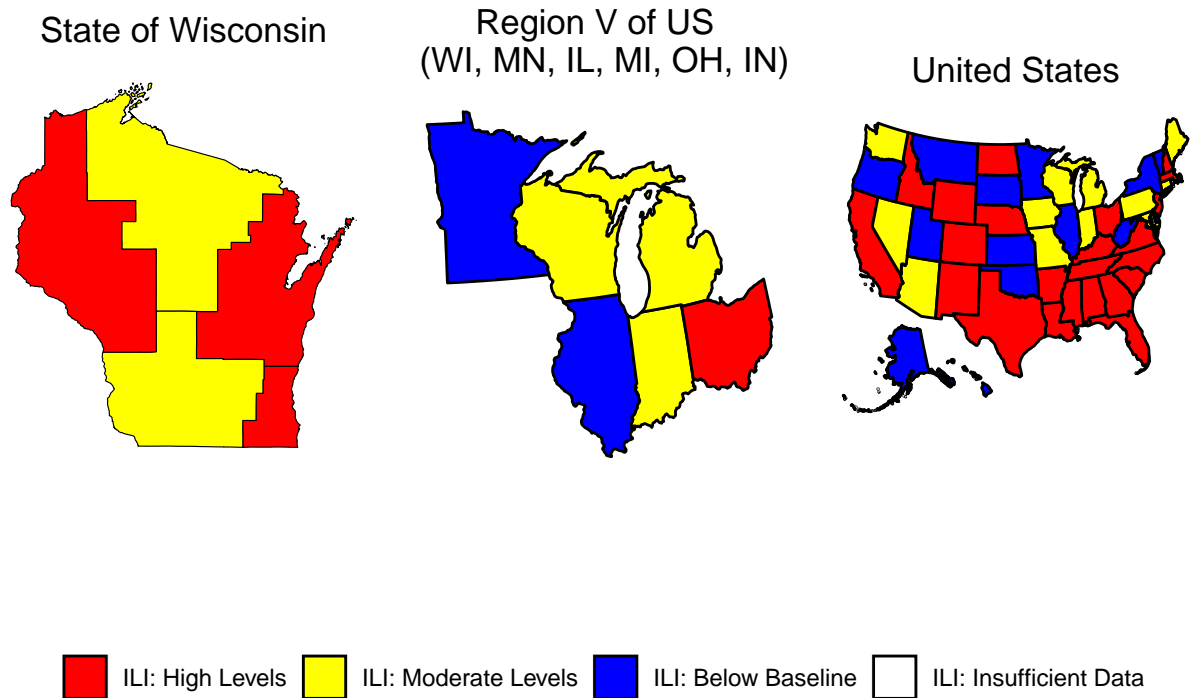 State of Wisconsin
Region V of US
(WI, MN, IL, MI, OH, IN)
United States
ILI: High Levels
ILI: Moderate Levels
ILI: Below Baseline
ILI: Insufficient Data